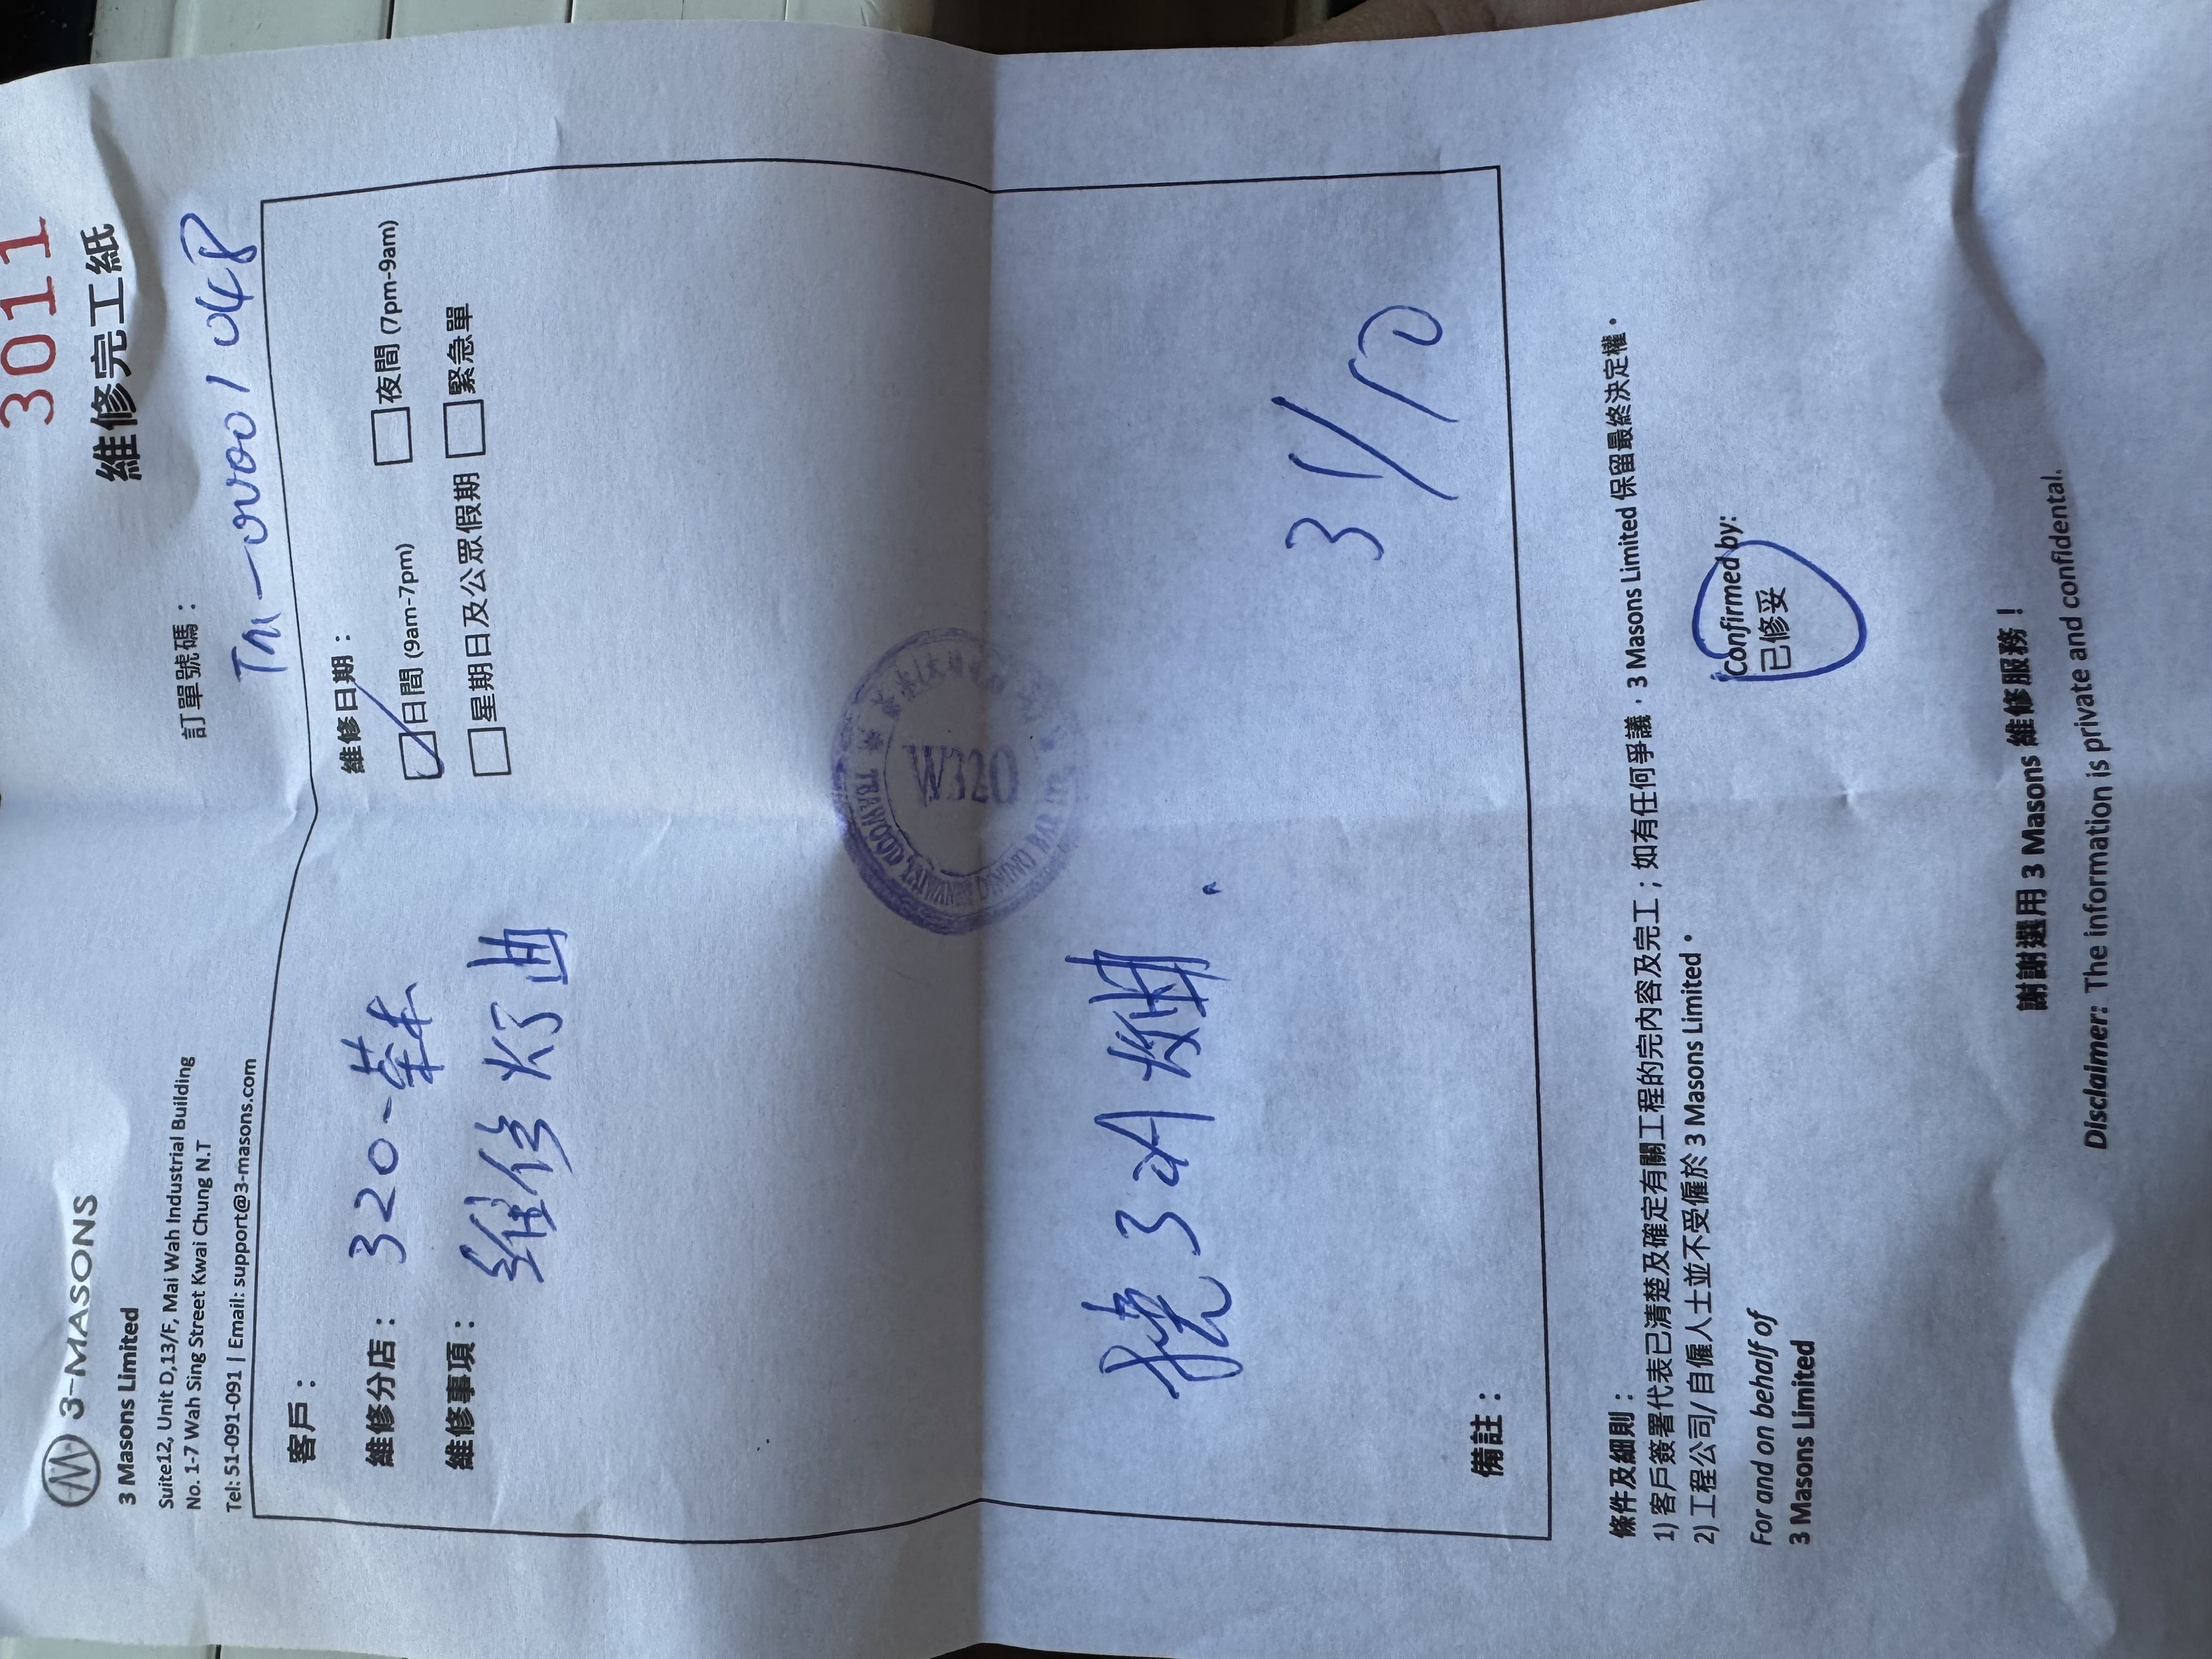 3011
3-MASONS
維修完工紙
3 Masons Limited
Suite12, Unit D,13/F, Mai Wah Industrial Building
No. 1-7 Wah Sing Street Kwai Chung N.T
Tel: 51-091-091 | Email: support@3-masons.com
訂單號碼：
客戶：
維修日期：
維修分店： 320-
日間 (9am-7pm)
夜間 (7pm-9am)
維修事項： 維修灯
星期日及公眾假期
緊急單
W320
31/10
備註：
條件及細則：
1) 客戶簽署代表已清楚及確定有關工程的完內容及完工；如有任何爭議，3 Masons Limited 保留最終決定權。
2) 工程公司/ 自僱人士並不受僱於 3 Masons Limited。
For and on behalf of
3 Masons Limited
Confirmed by:
已修妥
謝謝選用 3 Masons 維修服務！
Disclaimer: The information is private and confidental.